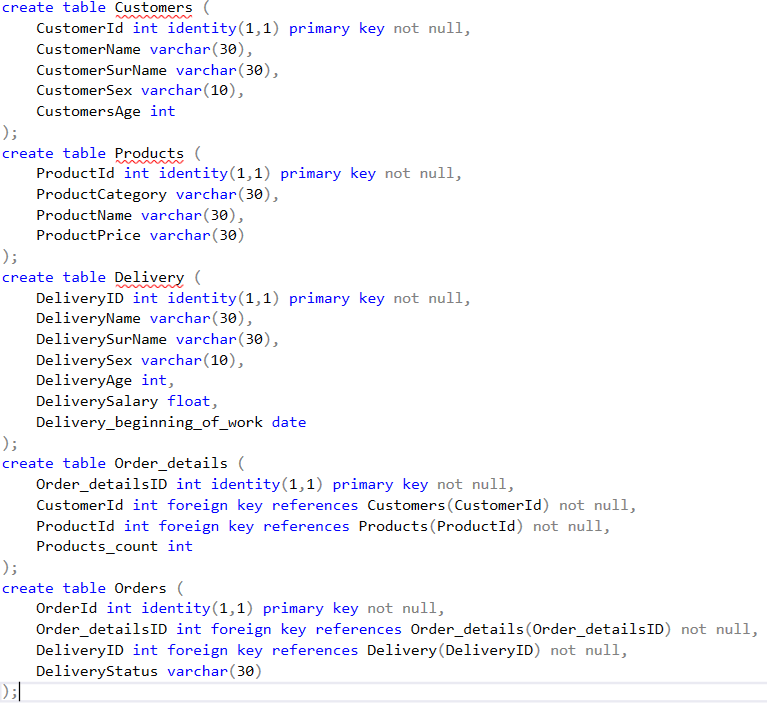 create table Customers (
    CustomerId int identity(1,1) primary key not null,
    CustomerName varchar(30),
    CustomerSurName varchar(30),
    CustomerSex varchar(10),
    CustomersAge int
);
create table Products (
    ProductId int identity(1,1) primary key not null,
    ProductCategory varchar(30),
    ProductName varchar(30),
    ProductPrice varchar(30)
);
create table Delivery (
    DeliveryID int identity(1,1) primary key not null,
    DeliveryName varchar(30),
    DeliverySurName varchar(30),
    DeliverySex varchar(10),
    DeliveryAge int,
    DeliverySalary float,
    Delivery_beginning_of_work date
);
create table Order_details (
    Order_detailsID int identity(1,1) primary key not null,
    CustomerId int foreign key references Customers(CustomerId) not null,
    ProductId int foreign key references Products(ProductId) not null,
    Products_count int
);
create table Orders (
    OrderId int identity(1,1) primary key not null,
    Order_detailsID int foreign key references Order_details(Order_detailsID) not null,
    DeliveryID int foreign key references Delivery(DeliveryID) not null,
    DeliveryStatus varchar(30)
);